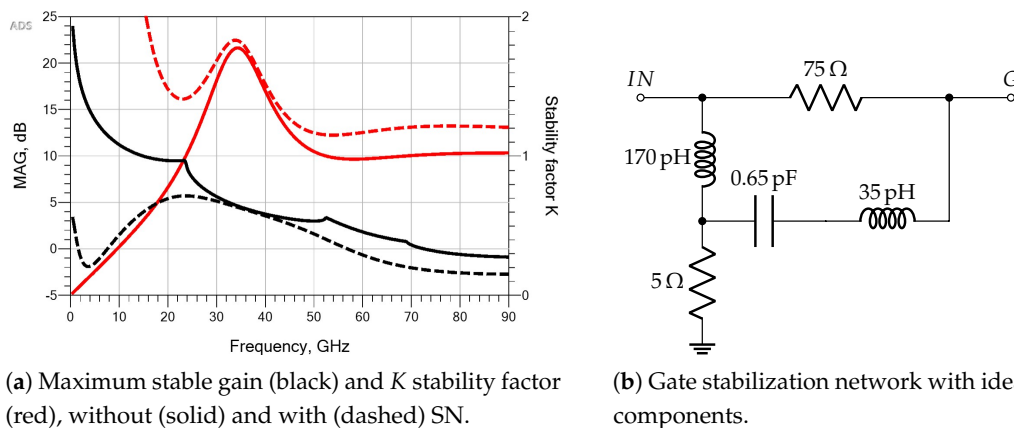 ADS
25
20
15
10
5
0
-5
MAG, dB
2
1
0
Stability factor K
0 10 20 30 40 50 60 70 80 90
Frequency, GHz
(a) Maximum stable gain (black) and K stability factor
(red), without (solid) and with (dashed) SN.
IN
75 Ω
G
170 pH
0.65 pF
35 pH
5 Ω
(b) Gate stabilization network with ide
components.